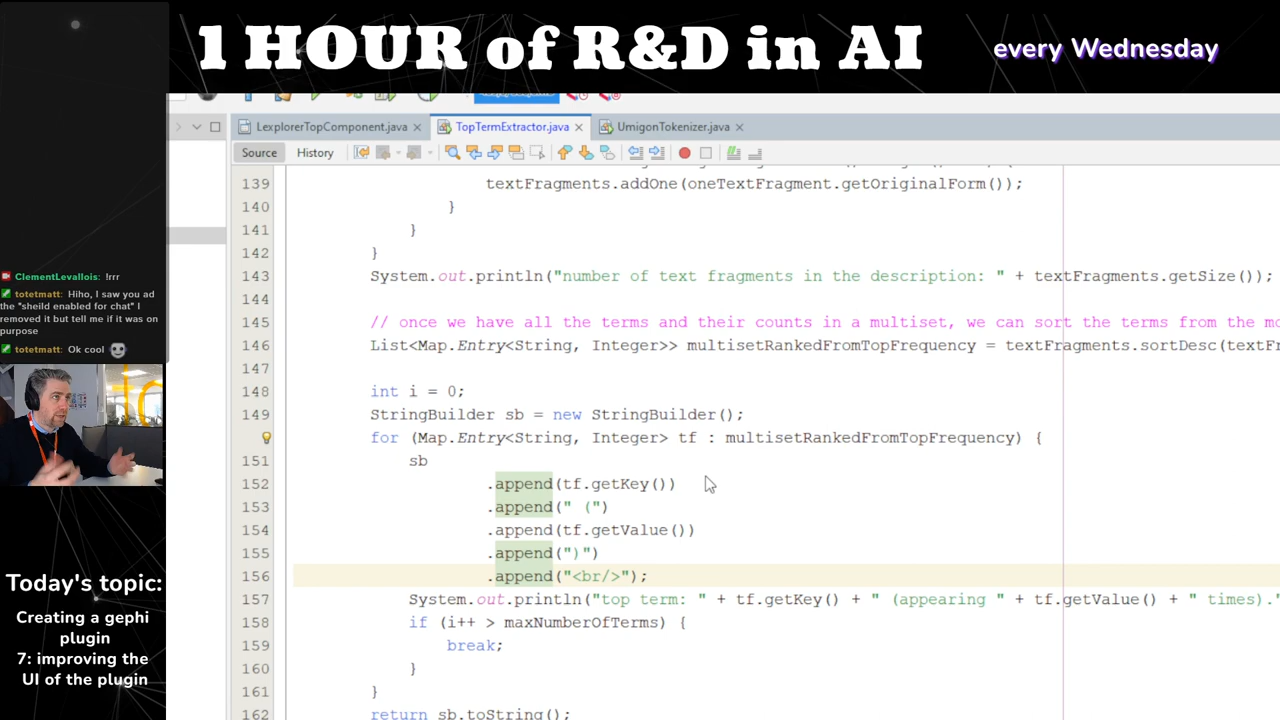 1 HOUR of R&D in AI
every Wednesday
LexplorerTopComponent.java
TopTermExtractor.java
UmigonTokenizer.java
Source
History
139 textFragments.addOne(oneTextFragment.getOriginalForm());
140 }
141 }
142 }
143 System.out.println("number of text fragments in the description: " + textFragments.getSize());
144
145 // once we have all the terms and their counts in a multiset, we can sort the terms from the mo
146 List<Map.Entry<String, Integer>> multisetRankedFromTopFrequency = textFragments.sortDesc(textFr
147
148 int i = 0;
149 StringBuilder sb = new StringBuilder();
for (Map.Entry<String, Integer> tf : multisetRankedFromTopFrequency) {
151 sb
152 .append(tf.getKey())
153 .append(" (")
154 .append(tf.getValue())
155 .append(")")
156 .append("<br/>");
157 System.out.println("top term: " + tf.getKey() + " (appearing " + tf.getValue() + " times)."
158 if (i++ > maxNumberOfTerms) {
159 break;
160 }
161 }
162 return sb.toString();
ClementLevallois: !rrr
totetmatt: Hiho, I saw you ad
the "sheild enabled for chat" I
removed it but tell me if it was on
purpose
totetmatt: Ok cool
Today's topic:
Creating a gephi
plugin
7: improving the
UI of the plugin